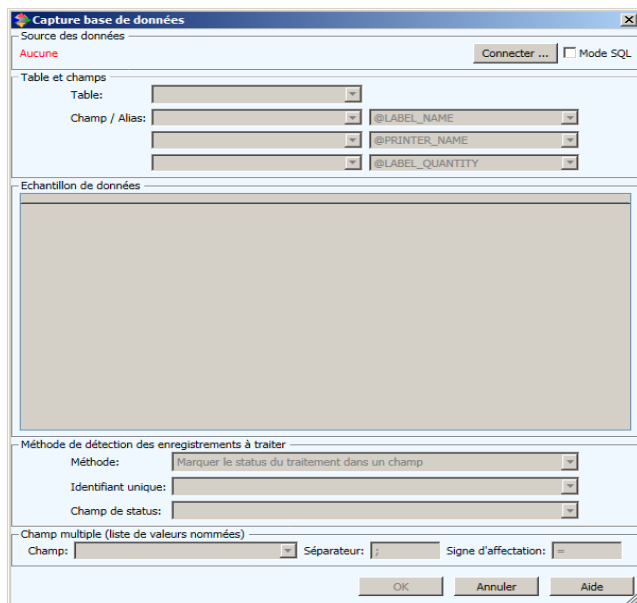 Capture base de données
Source des données
Aucune
Connecter ...
Mode SQL
Table et champs
Table:
Champ / Alias:
@LABEL_NAME
@PRINTER_NAME
@LABEL_QUANTITY
Echantillon de données
Méthode de détection des enregistrements à traiter
Méthode:
Marquer le status du traitement dans un champ
Identifiant unique:
Champ de status:
Champ multiple (liste de valeurs nommées)
Champ:
Séparateur:
;
Signe d'affectation:
=
OK
Annuler
Aide